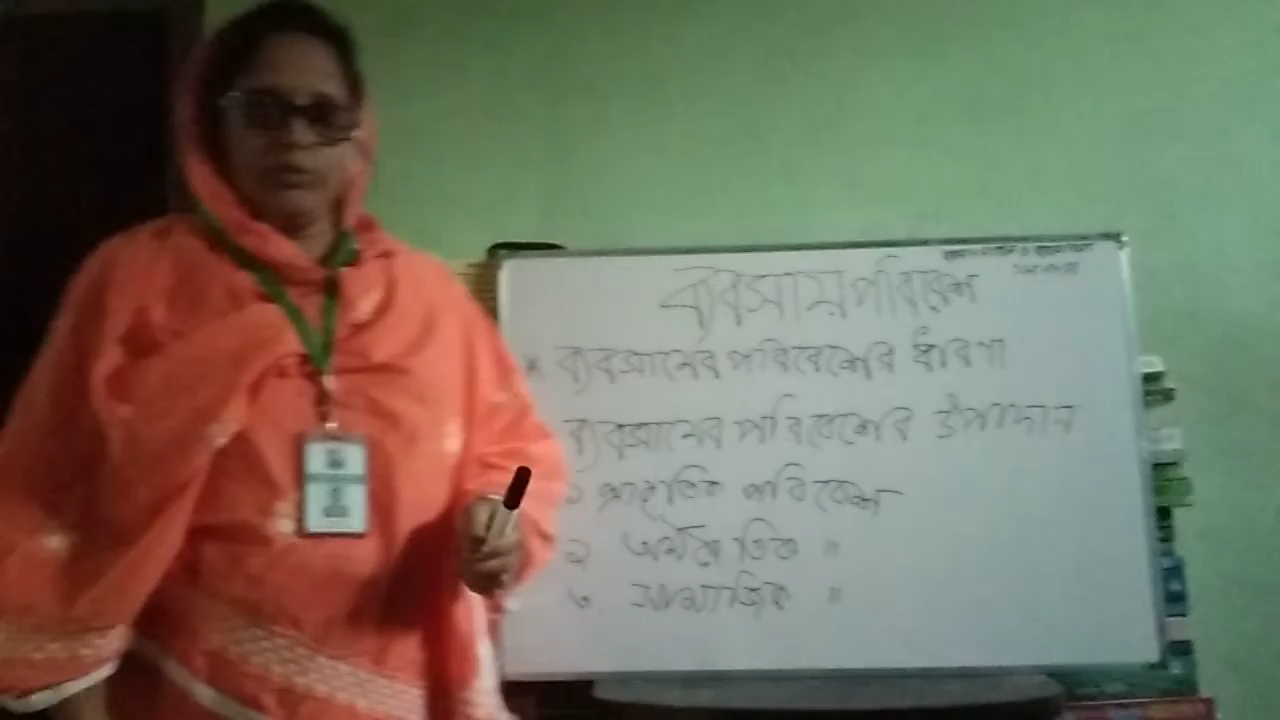 ব্যবসায় পরিবেশ
* ব্যবসায়ের পরিবেশের ধারণা
ব্যবসায়ের পরিবেশের উপাদান
১ প্রাকৃতিক পরিবেশ
২ অর্থনৈতিক "
৩. সামাজিক "